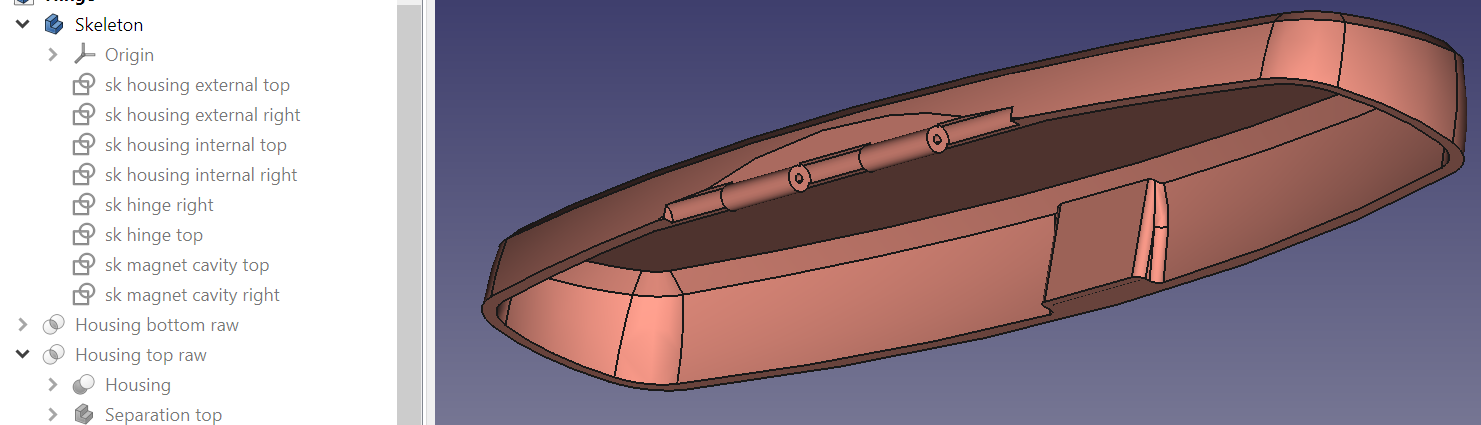 Skeleton
Origin
sk housing external top
sk housing external right
sk housing internal top
sk housing internal right
sk hinge right
sk hinge top
sk magnet cavity top
sk magnet cavity right
Housing bottom raw
Housing top raw
Housing
Separation top